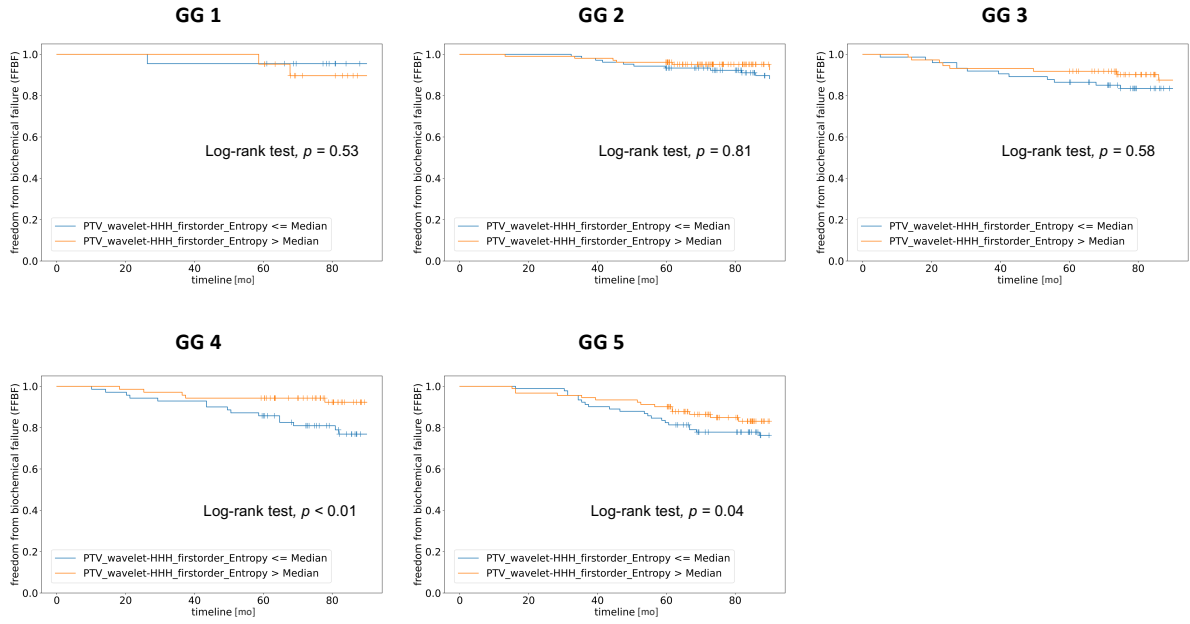 GG 1
freedom from biochemical failure (FFBF)
1.0
0.8
0.6
0.4
0.2
0.0
Log-rank test, p = 0.53
PTV_wavelet-HHH_firstorder_Entropy <= Median
PTV_wavelet-HHH_firstorder_Entropy > Median
0 20 40 60 80
timeline [mo]
GG 2
freedom from biochemical failure (FFBF)
1.0
0.8
0.6
0.4
0.2
0.0
Log-rank test, p = 0.81
PTV_wavelet-HHH_firstorder_Entropy <= Median
PTV_wavelet-HHH_firstorder_Entropy > Median
0 20 40 60 80
timeline [mo]
GG 3
freedom from biochemical failure (FFBF)
1.0
0.8
0.6
0.4
0.2
0.0
Log-rank test, p = 0.58
PTV_wavelet-HHH_firstorder_Entropy <= Median
PTV_wavelet-HHH_firstorder_Entropy > Median
0 20 40 60 80
timeline [mo]
GG 4
freedom from biochemical failure (FFBF)
1.0
0.8
0.6
0.4
0.2
0.0
Log-rank test, p < 0.01
PTV_wavelet-HHH_firstorder_Entropy <= Median
PTV_wavelet-HHH_firstorder_Entropy > Median
0 20 40 60 80
timeline [mo]
GG 5
freedom from biochemical failure (FFBF)
1.0
0.8
0.6
0.4
0.2
0.0
Log-rank test, p = 0.04
PTV_wavelet-HHH_firstorder_Entropy <= Median
PTV_wavelet-HHH_firstorder_Entropy > Median
0 20 40 60 80
timeline [mo]